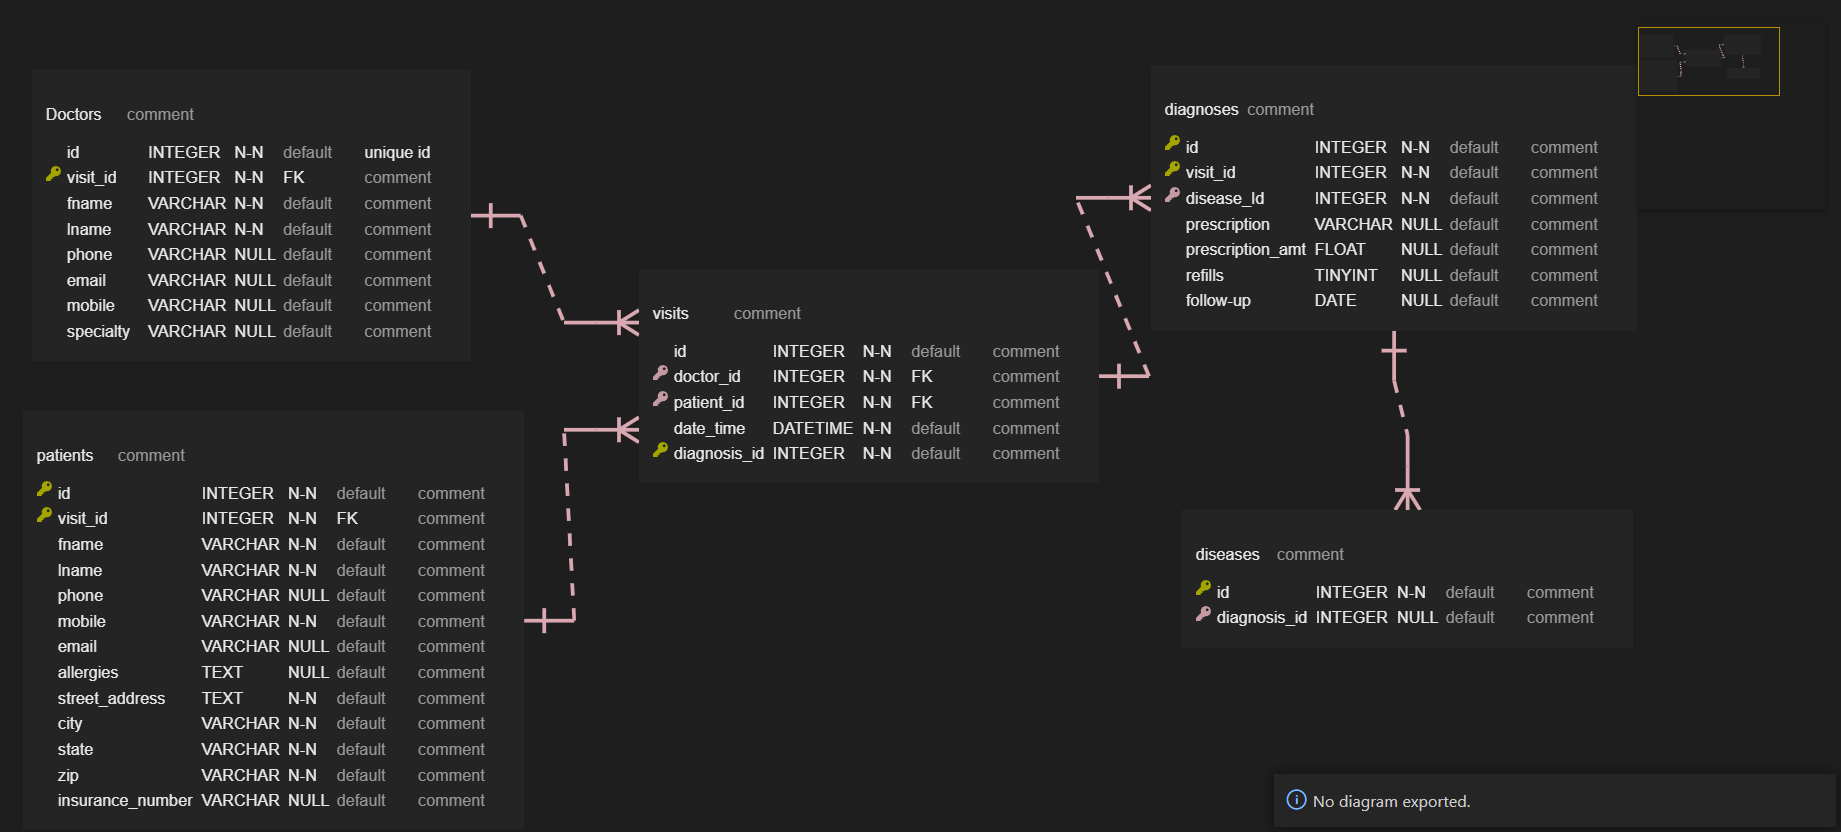 Doctors comment
id INTEGER N-N default unique id
visit_id INTEGER N-N FK comment
fname VARCHAR N-N default comment
lname VARCHAR N-N default comment
phone VARCHAR NULL default comment
email VARCHAR NULL default comment
mobile VARCHAR NULL default comment
specialty VARCHAR NULL default comment
patients comment
id INTEGER N-N default comment
visit_id INTEGER N-N FK comment
fname VARCHAR N-N default comment
lname VARCHAR N-N default comment
phone VARCHAR NULL default comment
mobile VARCHAR N-N default comment
email VARCHAR NULL default comment
allergies TEXT NULL default comment
street_address TEXT N-N default comment
city VARCHAR N-N default comment
state VARCHAR N-N default comment
zip VARCHAR N-N default comment
insurance_number VARCHAR NULL default comment
visits comment
id INTEGER N-N default comment
doctor_id INTEGER N-N FK comment
patient_id INTEGER N-N FK comment
date_time DATETIME N-N default comment
diagnosis_id INTEGER N-N default comment
diagnoses comment
id INTEGER N-N default comment
visit_id INTEGER N-N default comment
disease_Id INTEGER N-N default comment
prescription VARCHAR NULL default comment
prescription_amt FLOAT NULL default comment
refills TINYINT NULL default comment
follow-up DATE NULL default comment
diseases comment
id INTEGER N-N default comment
diagnosis_id INTEGER NULL default comment
No diagram exported.